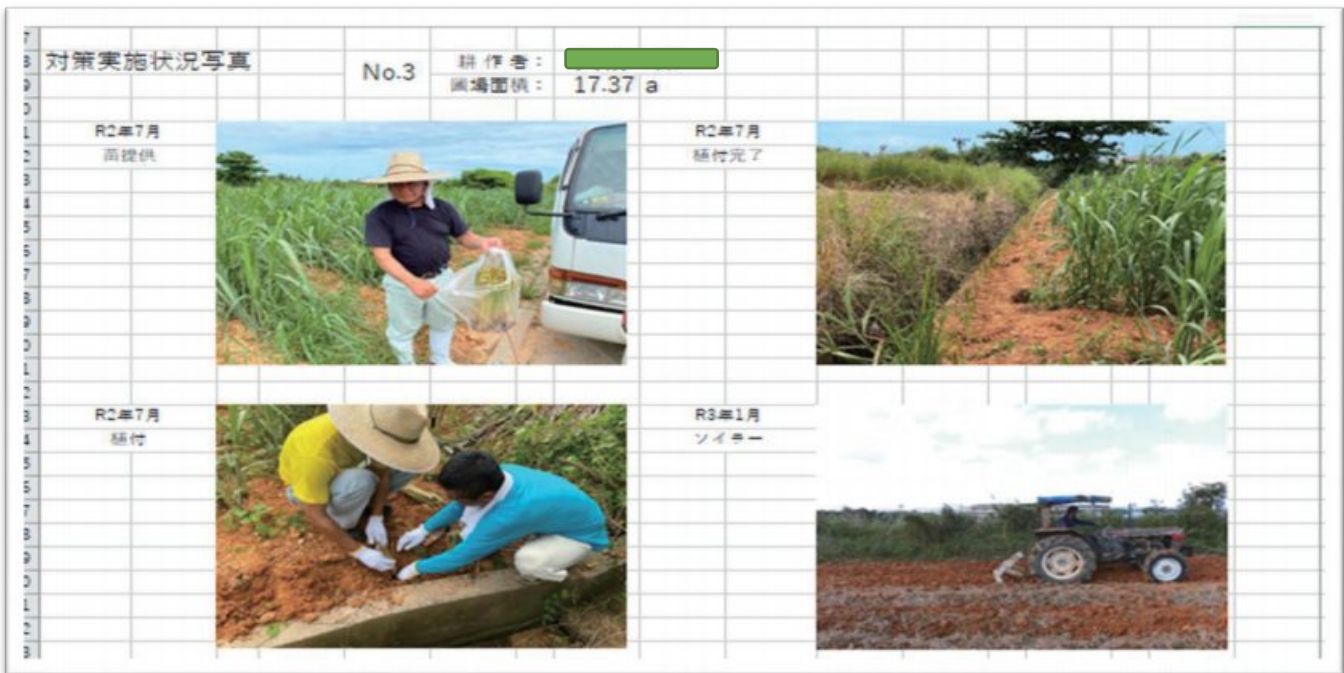 対策実施状況写真
No.3
耕作者：
圃場面積： 17.37 a
R2年7月
苗提供
R2年7月
植付完了
R2年7月
植付
R3年1月
ソイラー